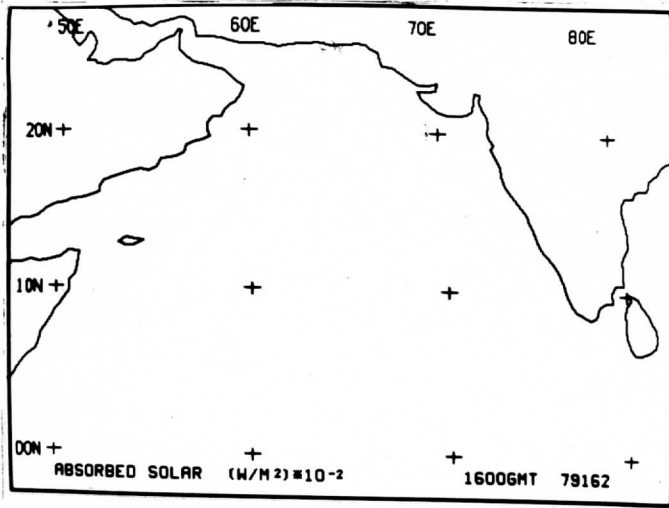 50E 60E 70E 80E
20N
10N
00N
ABSORBED SOLAR (W/M2)*10-2 1600GMT 79162